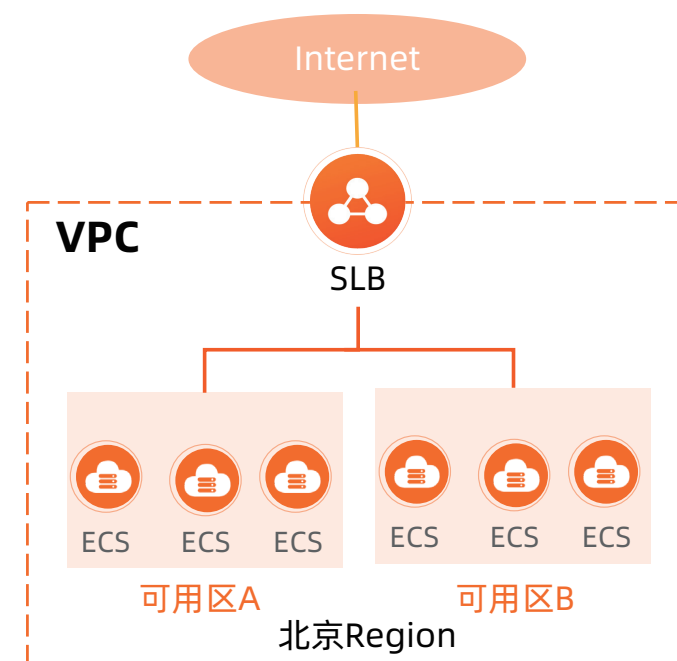 Internet
VPC
SLB
ECS ECS ECS ECS ECS ECS
可用区A 可用区B
北京Region